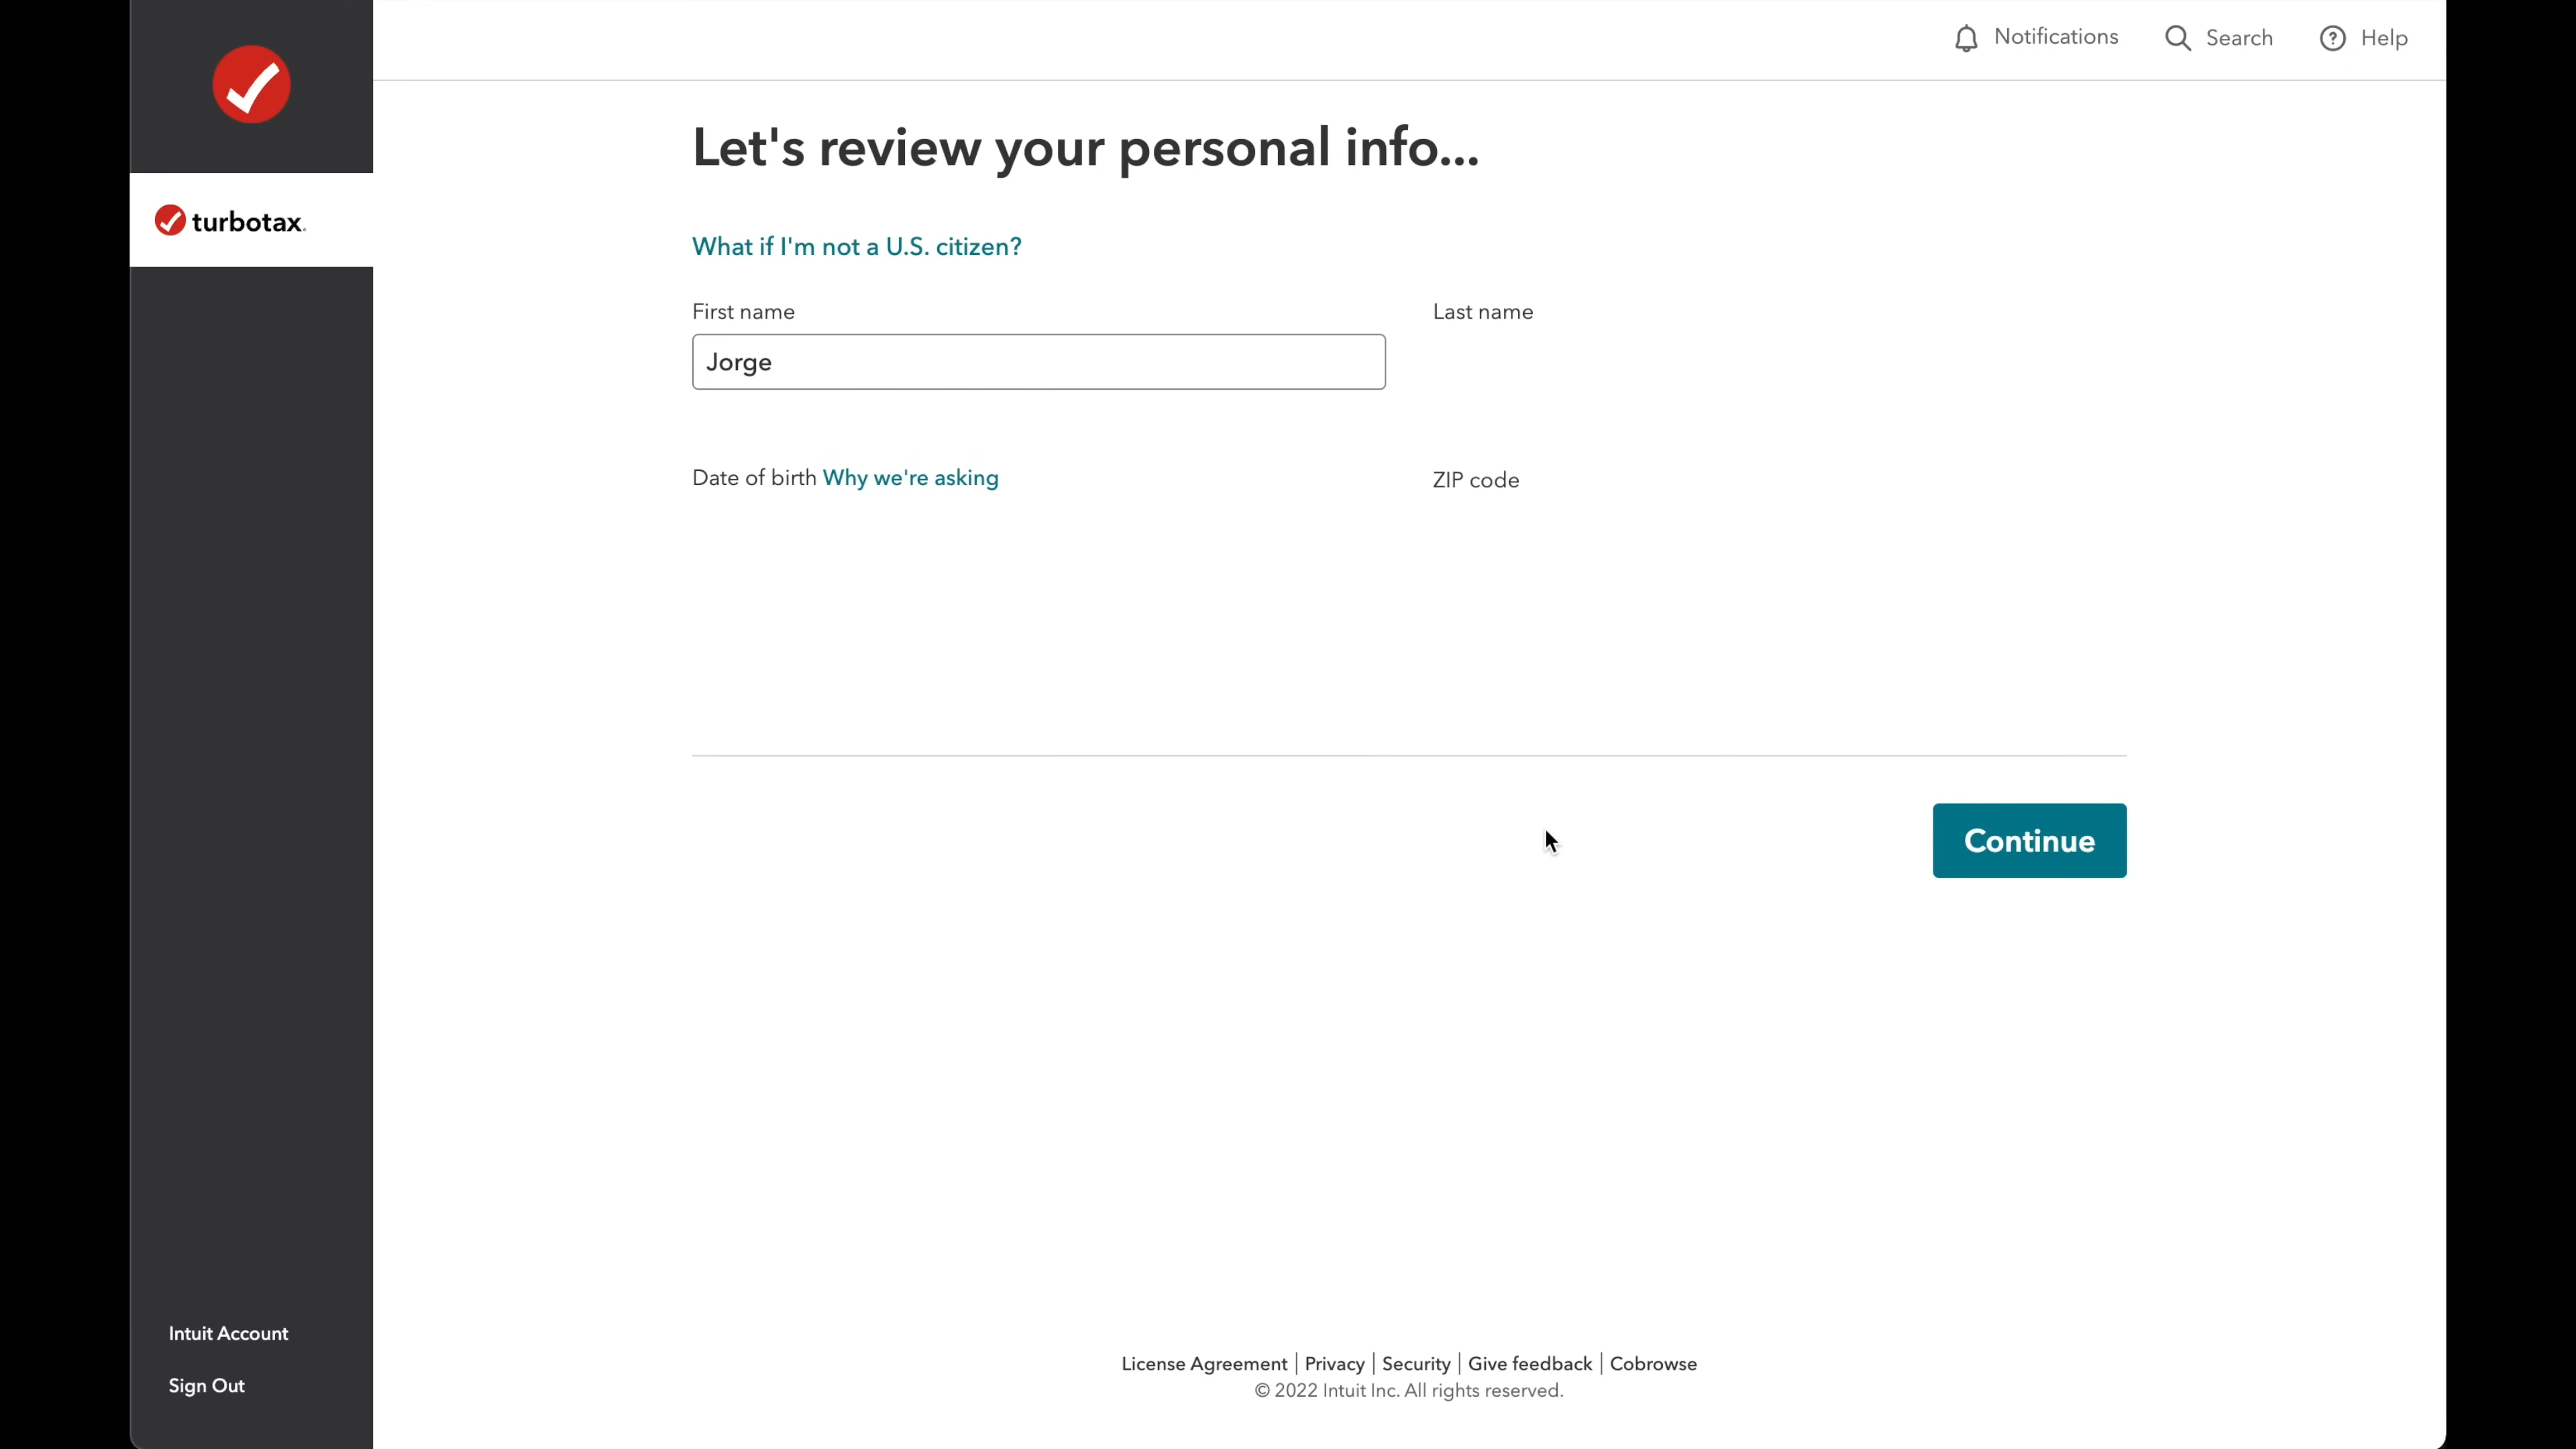 Notifications
Search
Help
turbotax.
Let's review your personal info...
What if I'm not a U.S. citizen?
First name
Last name
Jorge
Date of birth Why we're asking
ZIP code
Continue
Intuit Account
Sign Out
License Agreement | Privacy | Security | Give feedback | Cobrowse
© 2022 Intuit Inc. All rights reserved.